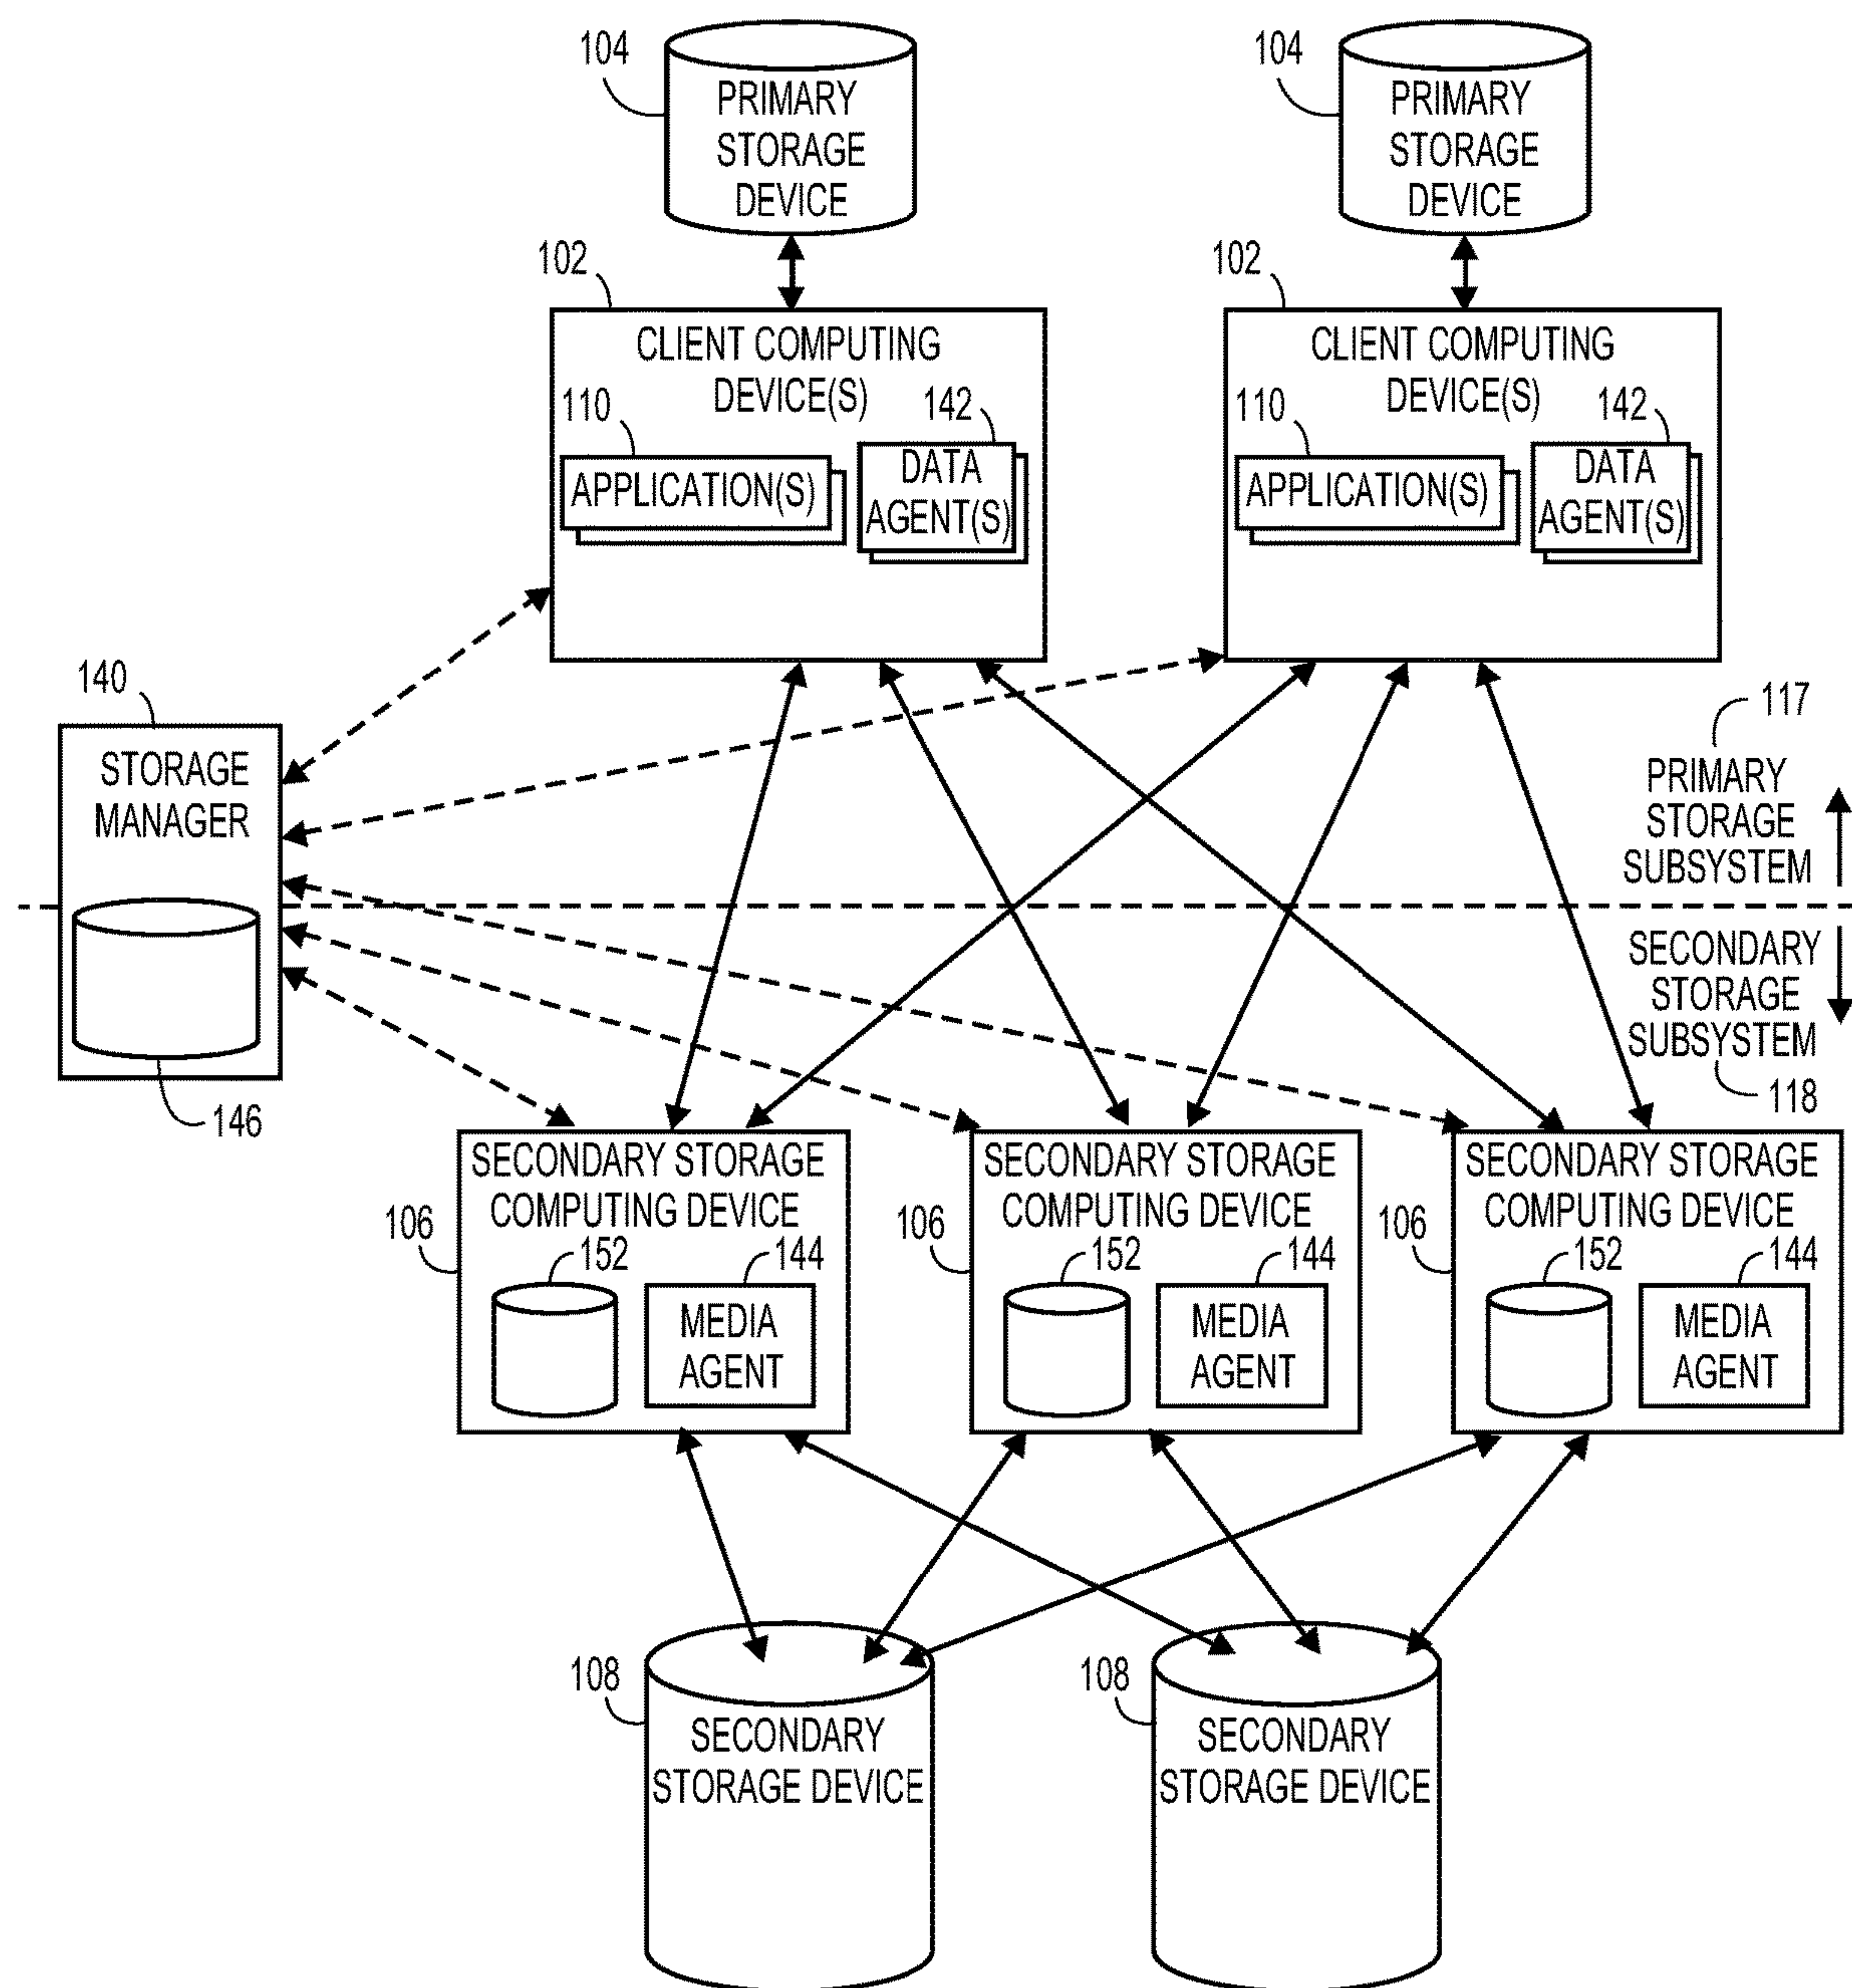 104
PRIMARY
STORAGE
DEVICE
104
PRIMARY
STORAGE
DEVICE
102
CLIENT COMPUTING
DEVICE(S)
110
142
APPLICATION(S)
DATA
AGENT(S)
102
CLIENT COMPUTING
DEVICE(S)
110
142
APPLICATION(S)
DATA
AGENT(S)
140
STORAGE
MANAGER
146
117
PRIMARY
STORAGE
SUBSYSTEM
SECONDARY
STORAGE
SUBSYSTEM
118
SECONDARY STORAGE
COMPUTING DEVICE
106
152
144
MEDIA
AGENT
SECONDARY STORAGE
COMPUTING DEVICE
106
152
144
MEDIA
AGENT
SECONDARY STORAGE
COMPUTING DEVICE
106
152
144
MEDIA
AGENT
108
SECONDARY
STORAGE DEVICE
108
SECONDARY
STORAGE DEVICE